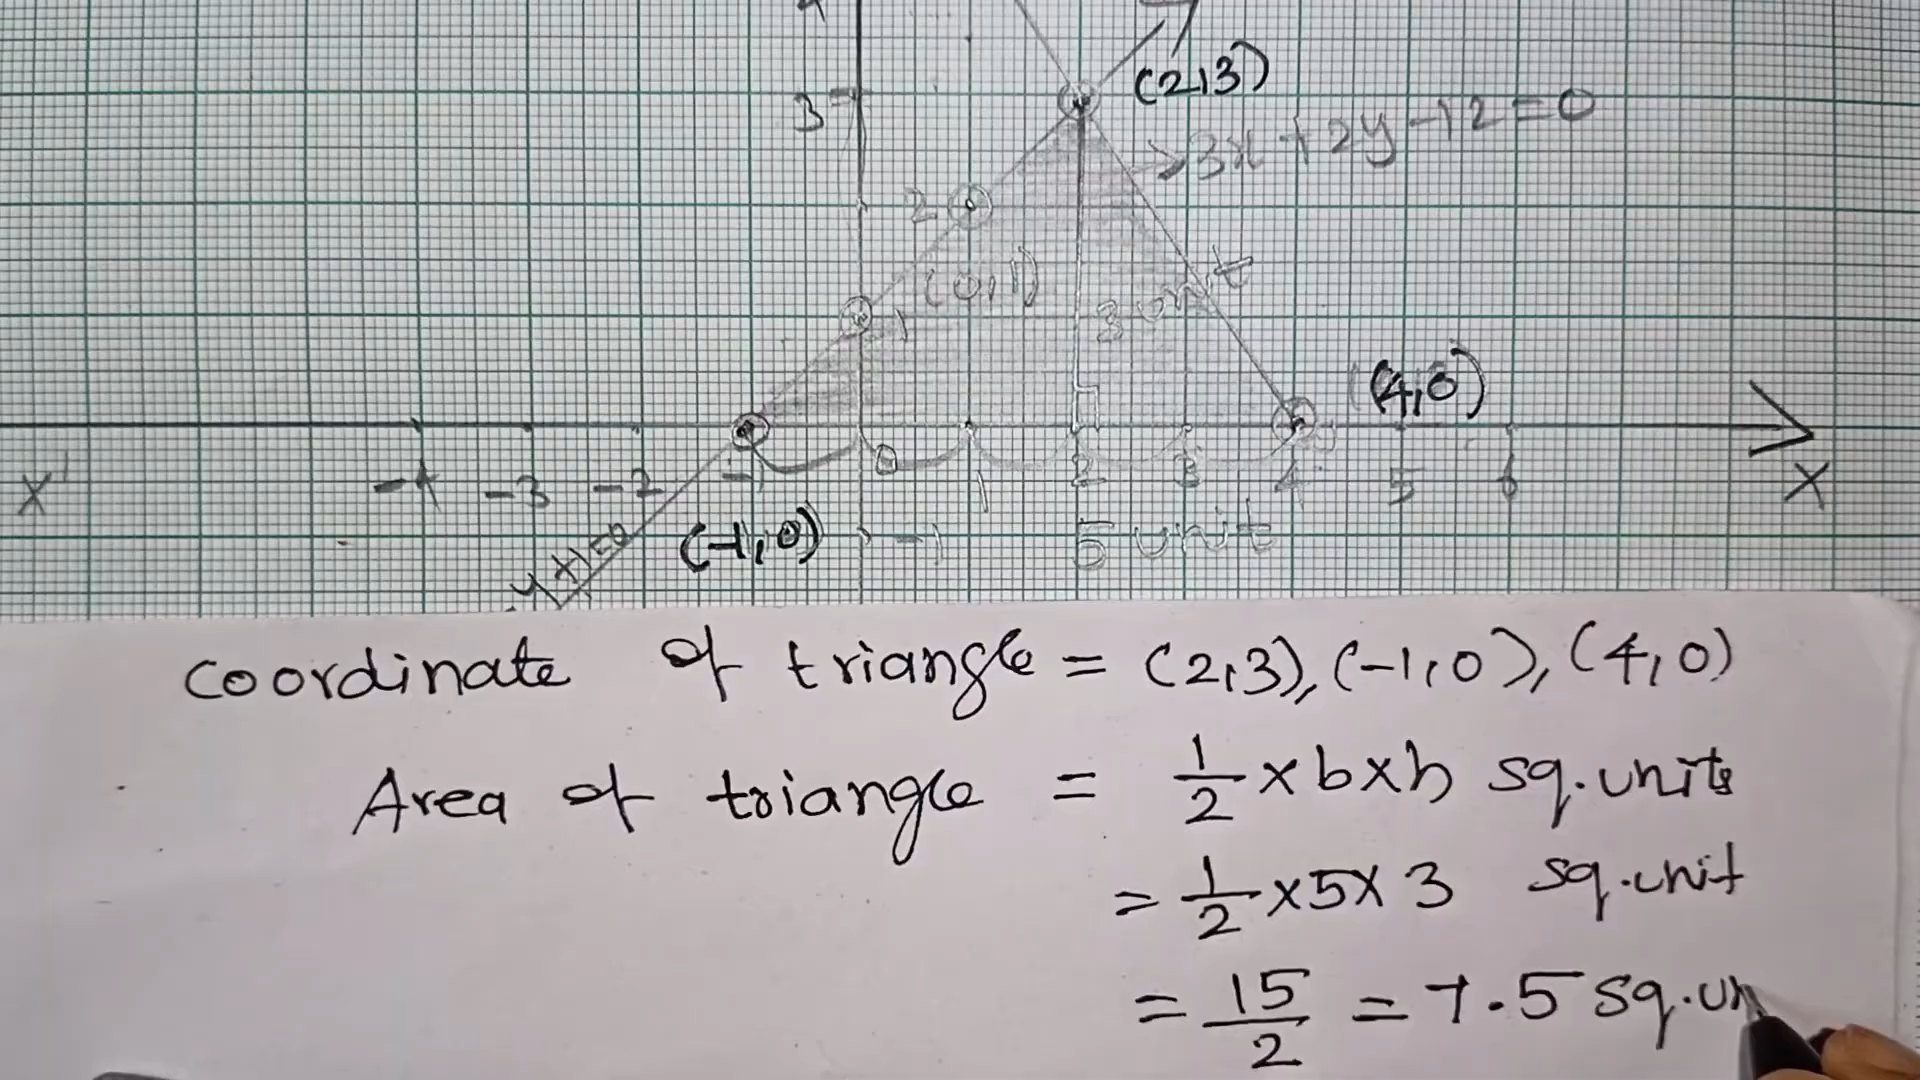 (2,3)
3
3x + 2y - 12 = 0
2
(0,1)
3 unit
1
(4,0)
X'
-4 -3 -2 -1 0 1 2 3 4 5 6
X
(-1,0)
-1
5 unit
Coordinate of triangle = (2,3), (-1,0), (4,0)
Area of triangle = 1/2 × b × h sq.units
= 1/2 × 5 × 3 sq.unit
= 15/2 = 7.5 sq.un